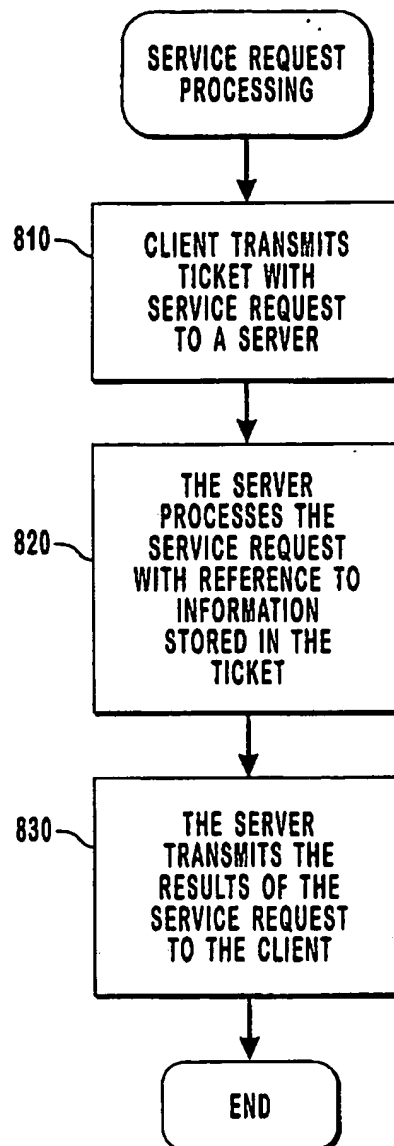 SERVICE REQUEST
PROCESSING
810
CLIENT TRANSMITS
TICKET WITH
SERVICE REQUEST
TO A SERVER
820
THE SERVER
PROCESSES THE
SERVICE REQUEST
WITH REFERENCE TO
INFORMATION
STORED IN THE
TICKET
830
THE SERVER
TRANSMITS THE
RESULTS OF THE
SERVICE REQUEST
TO THE CLIENT
END